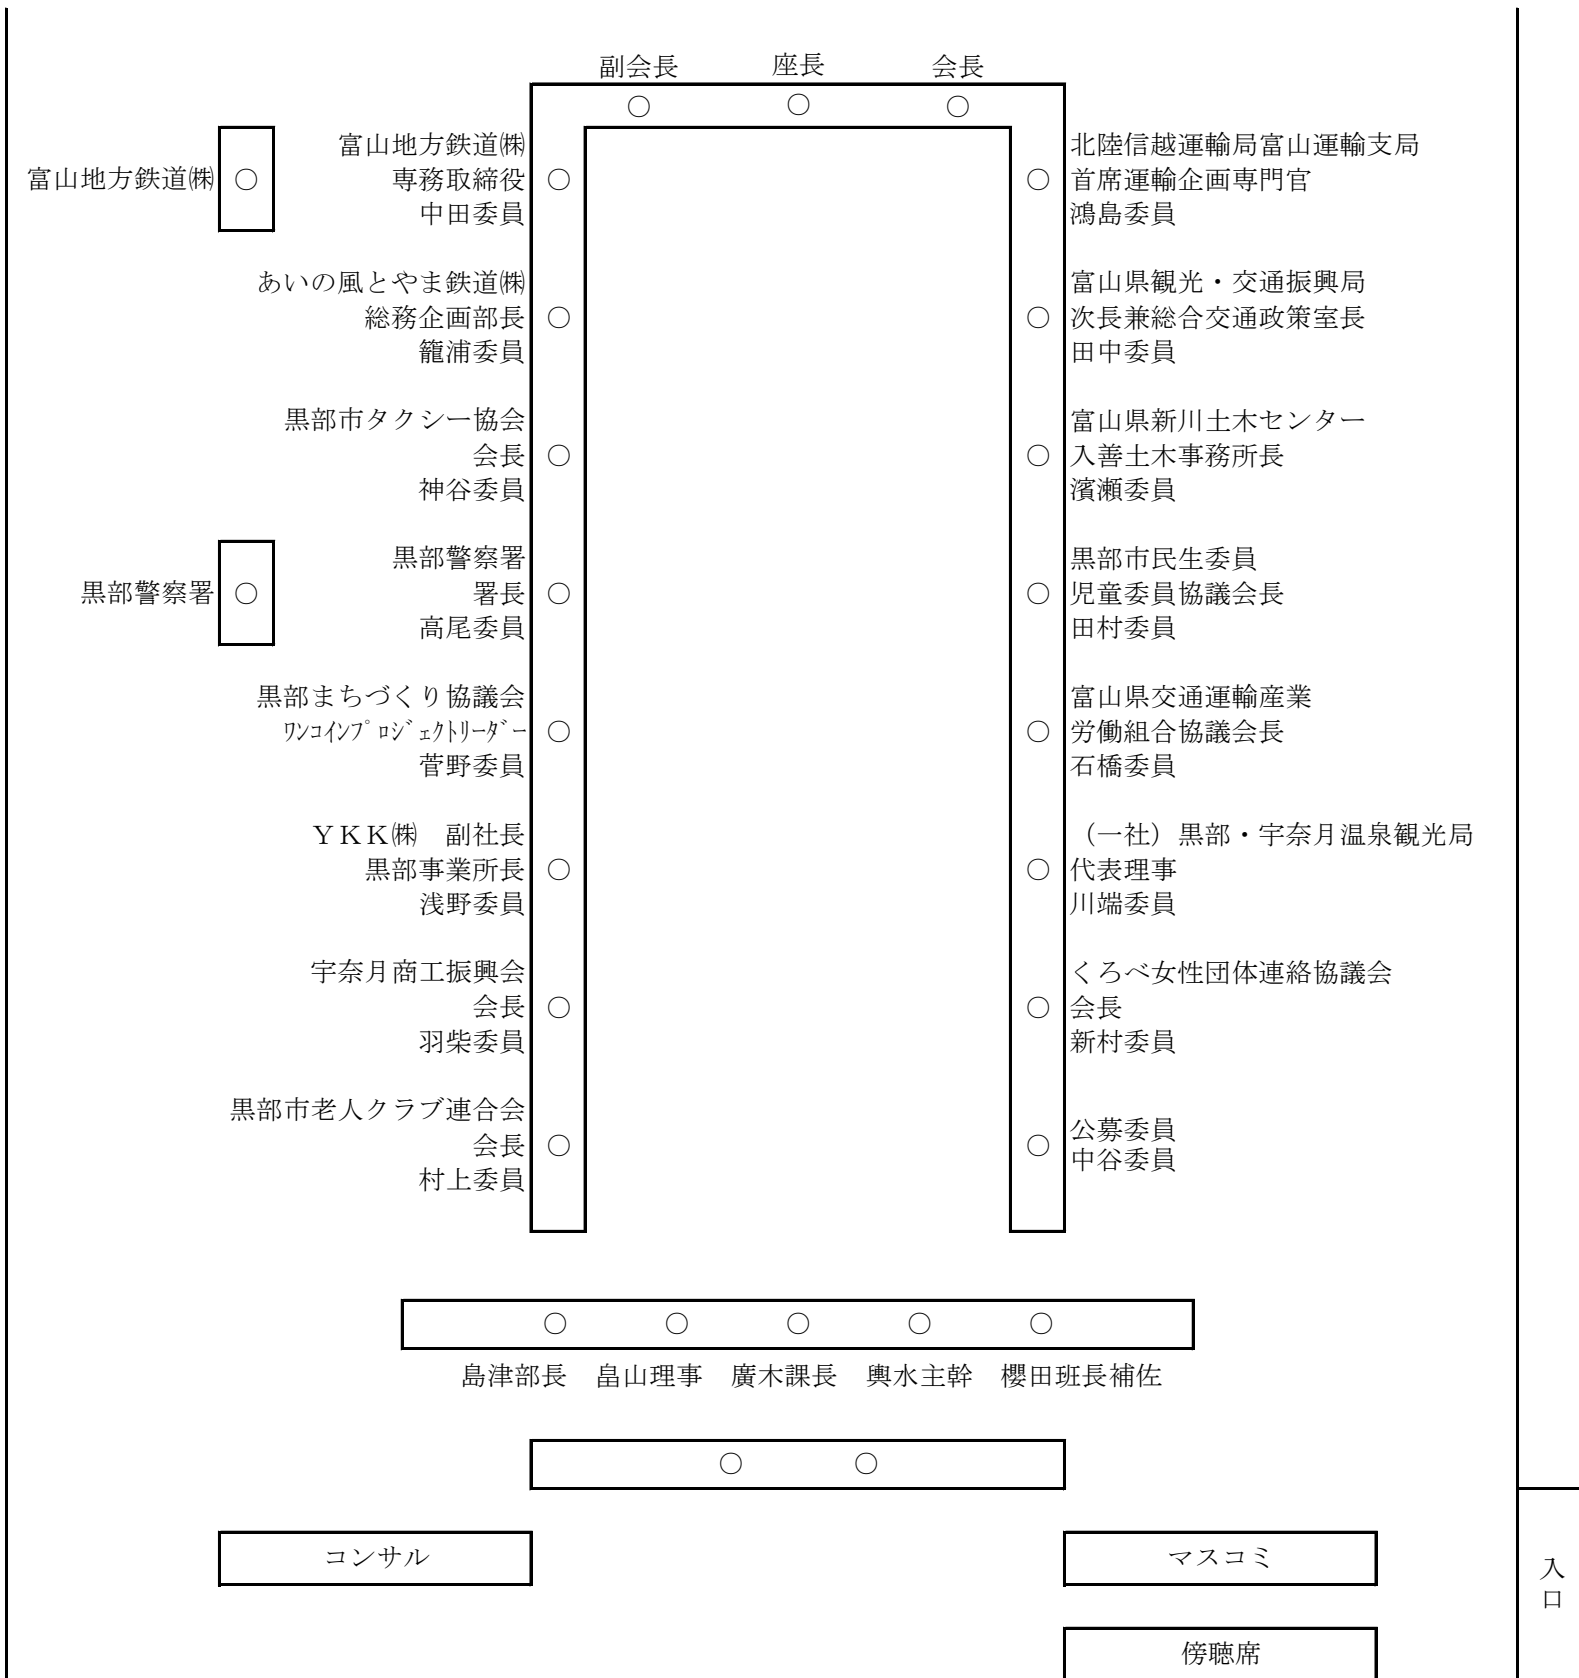 副会長
座長
会長
富山地方鉄道㈱
富山地方鉄道㈱
専務取締役
中田委員
あいの風とやま鉄道㈱
総務企画部長
籠浦委員
黒部市タクシー協会
会長
神谷委員
黒部警察署
黒部警察署
署長
高尾委員
黒部まちづくり協議会
ﾜﾝｺｲﾝﾌﾟﾛｼﾞｪｸﾄﾘｰﾀﾞｰ
菅野委員
ＹＫＫ㈱　副社長
黒部事業所長
浅野委員
宇奈月商工振興会
会長
羽柴委員
黒部市老人クラブ連合会
会長
村上委員
北陸信越運輸局富山運輸支局
首席運輸企画専門官
鴻島委員
富山県観光・交通振興局
次長兼総合交通政策室長
田中委員
富山県新川土木センター
入善土木事務所長
濱瀬委員
黒部市民生委員
児童委員協議会長
田村委員
富山県交通運輸産業
労働組合協議会長
石橋委員
（一社）黒部・宇奈月温泉観光局
代表理事
川端委員
くろべ女性団体連絡協議会
会長
新村委員
公募委員
中谷委員
島津部長　畠山理事　廣木課長　輿水主幹　櫻田班長補佐
コンサル
マスコミ
傍聴席
入口